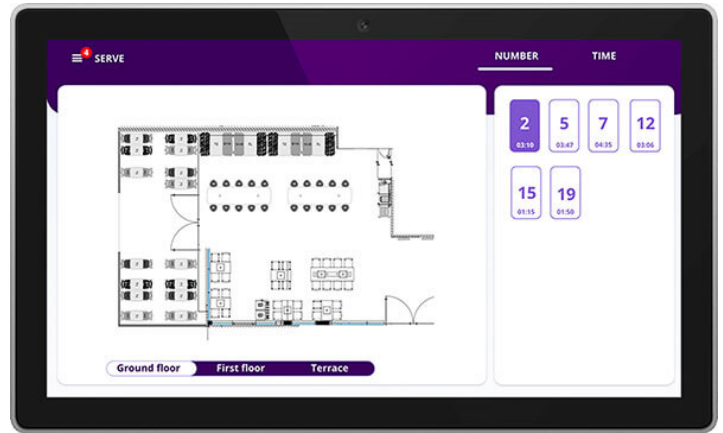 4
SERVE
NUMBER
TIME
2
03:10
5
03:47
7
04:35
12
03:06
15
01:15
19
01:50
Ground floor
First floor
Terrace